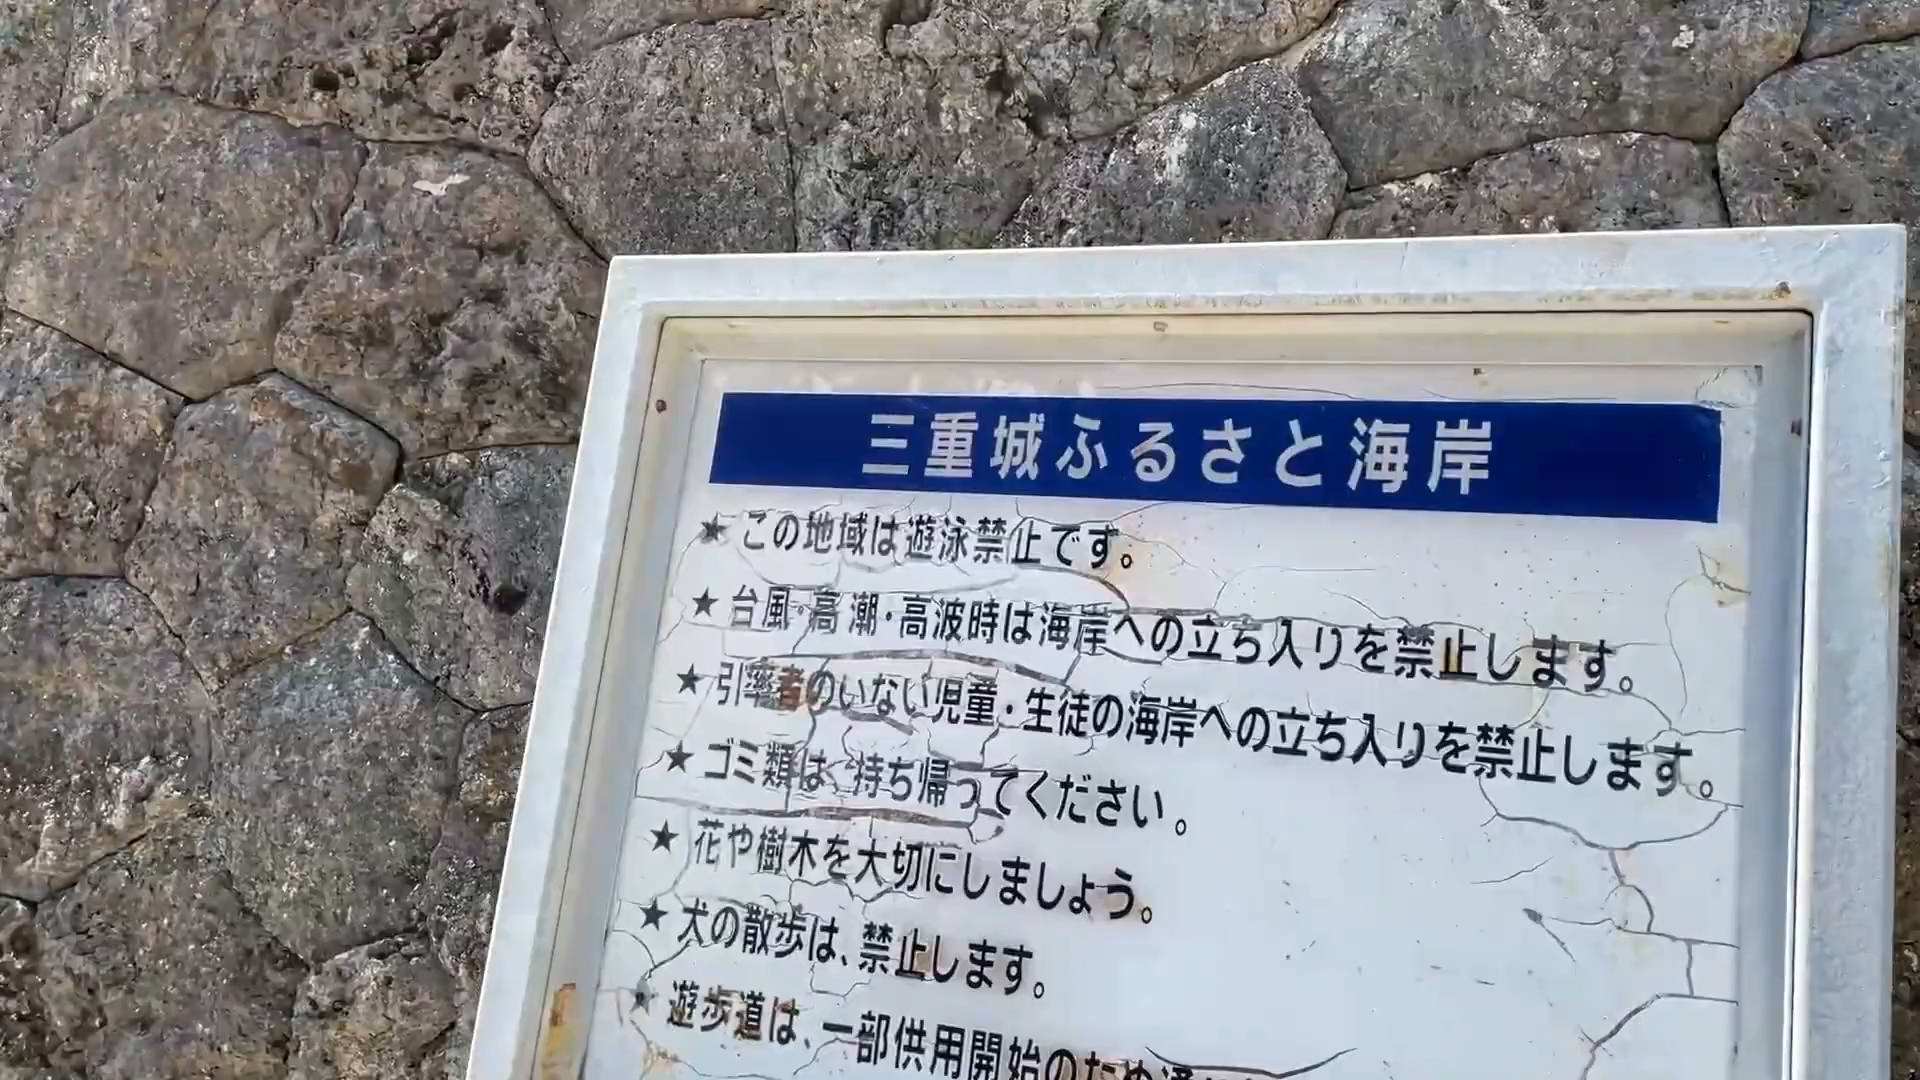 三重城ふるさと海岸
★ この地域は遊泳禁止です。
★ 台風・高潮・高波時は海岸への立ち入りを禁止します。
★ 引率者のいない児童・生徒の海岸への立ち入りを禁止します。
★ ゴミ類は、持ち帰ってください。
★ 花や樹木を大切にしましょう。
★ 犬の散歩は、禁止します。
★ 遊歩道は、一部供用開始のため通